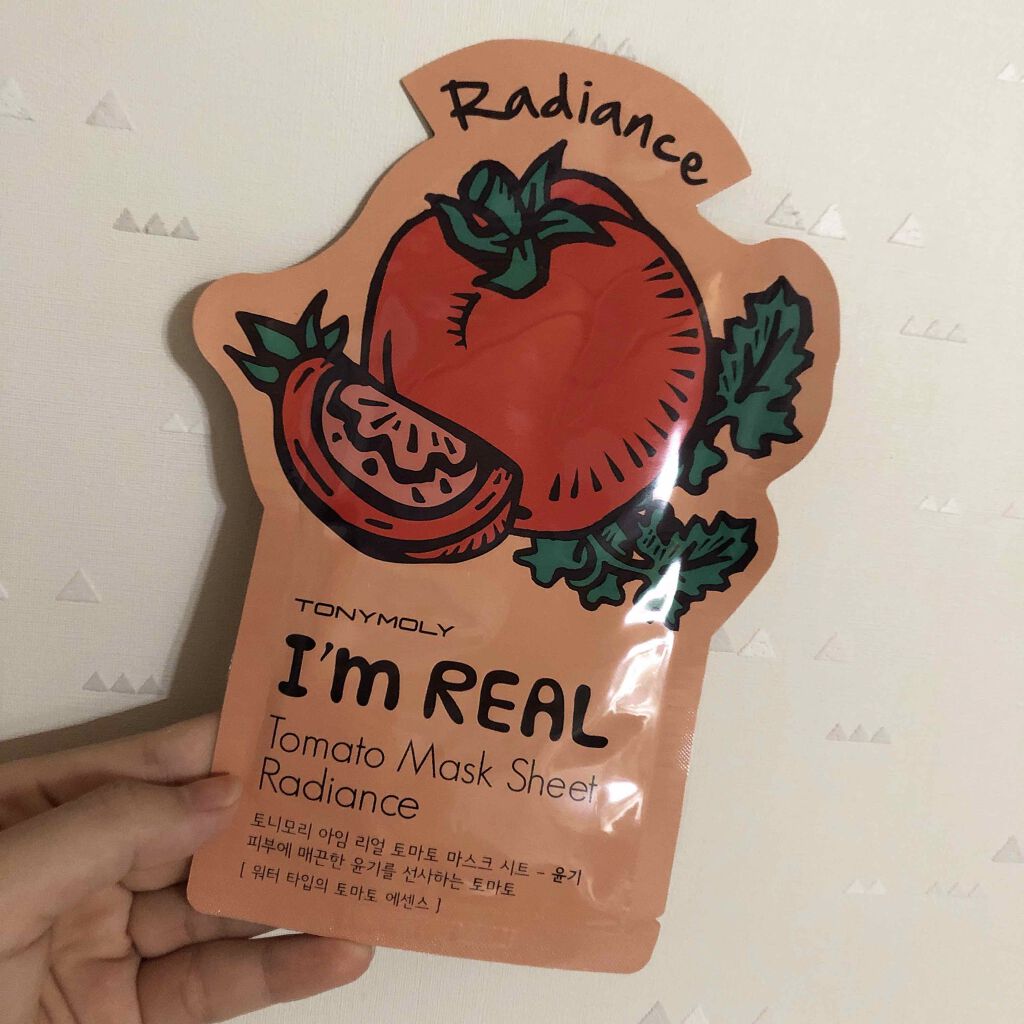 Radiance
TONYMOLY
I'm REAL
Tomato Mask Sheet
Radiance
토니모리 아임 리얼 토마토 마스크 시트 - 윤기
피부에 매끈한 윤기를 선사하는 토마토
[ 워터 타입의 토마토 에센스 ]